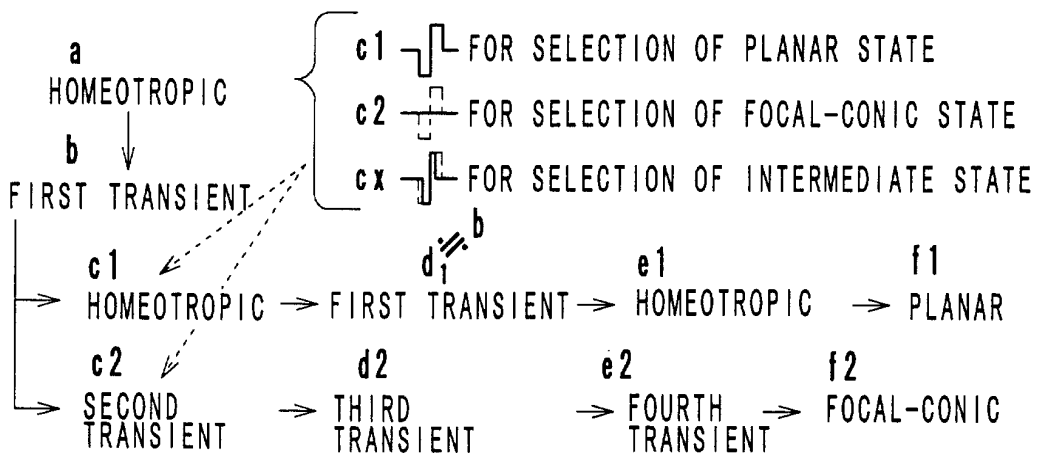 a
HOMEOTROPIC
b
FIRST TRANSIENT
c1 FOR SELECTION OF PLANAR STATE
c2 FOR SELECTION OF FOCAL-CONIC STATE
cx FOR SELECTION OF INTERMEDIATE STATE
c1
HOMEOTROPIC
d1 ≓ b
FIRST TRANSIENT
e1
HOMEOTROPIC
f1
PLANAR
c2
SECOND
TRANSIENT
d2
THIRD
TRANSIENT
e2
FOURTH
TRANSIENT
f2
FOCAL-CONIC